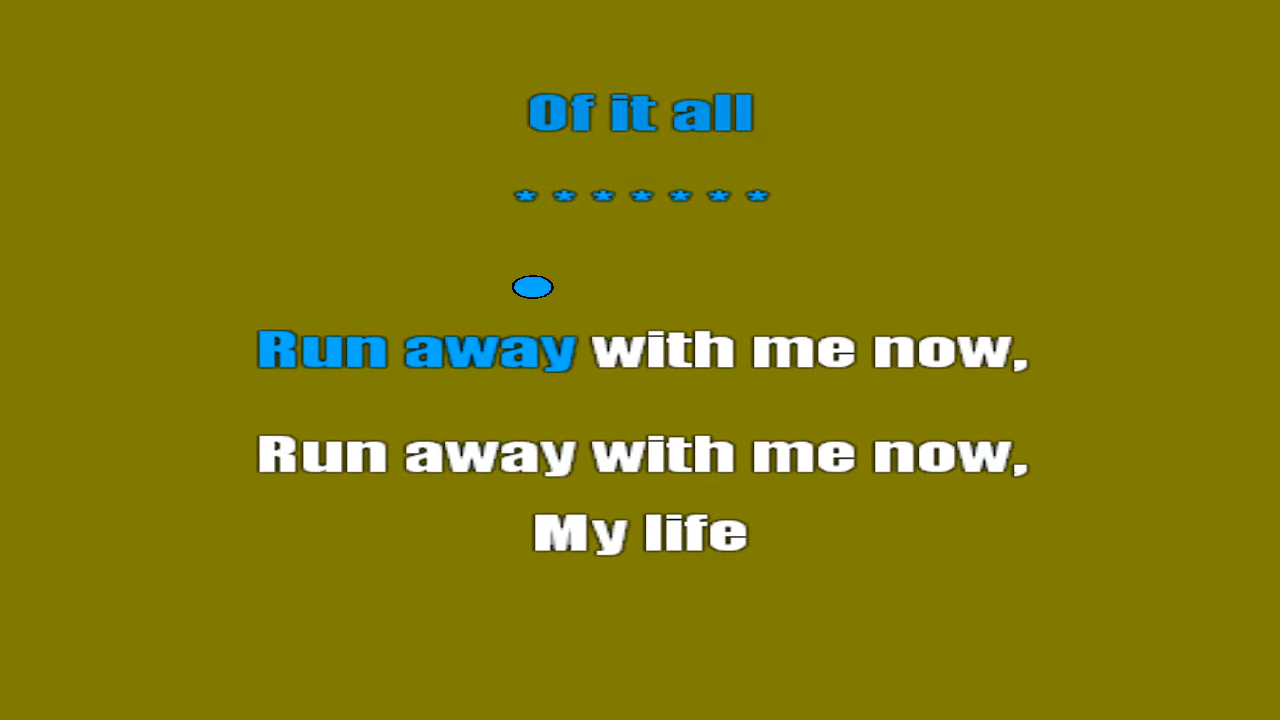 Of it all
* * * * * * *
Run away with me now,
Run away with me now,
My life